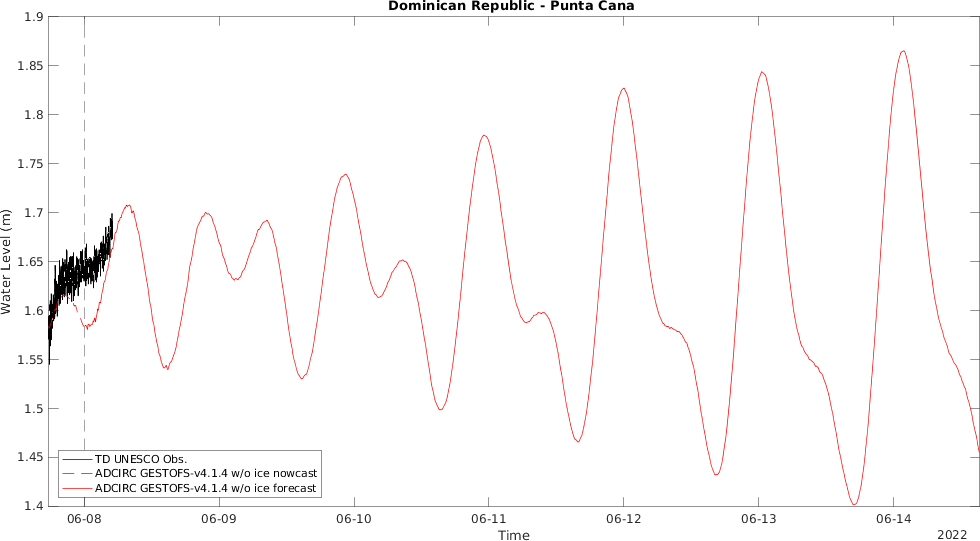 Dominican Republic - Punta Cana
1.9
1.85
1.8
1.75
1.7
1.65
1.6
1.55
1.5
1.45
1.4
Water Level (m)
TD UNESCO Obs.
ADCIRC GESTOFS-v4.1.4 w/o ice nowcast
ADCIRC GESTOFS-v4.1.4 w/o ice forecast
06-08 06-09 06-10 06-11 06-12 06-13 06-14
Time
2022